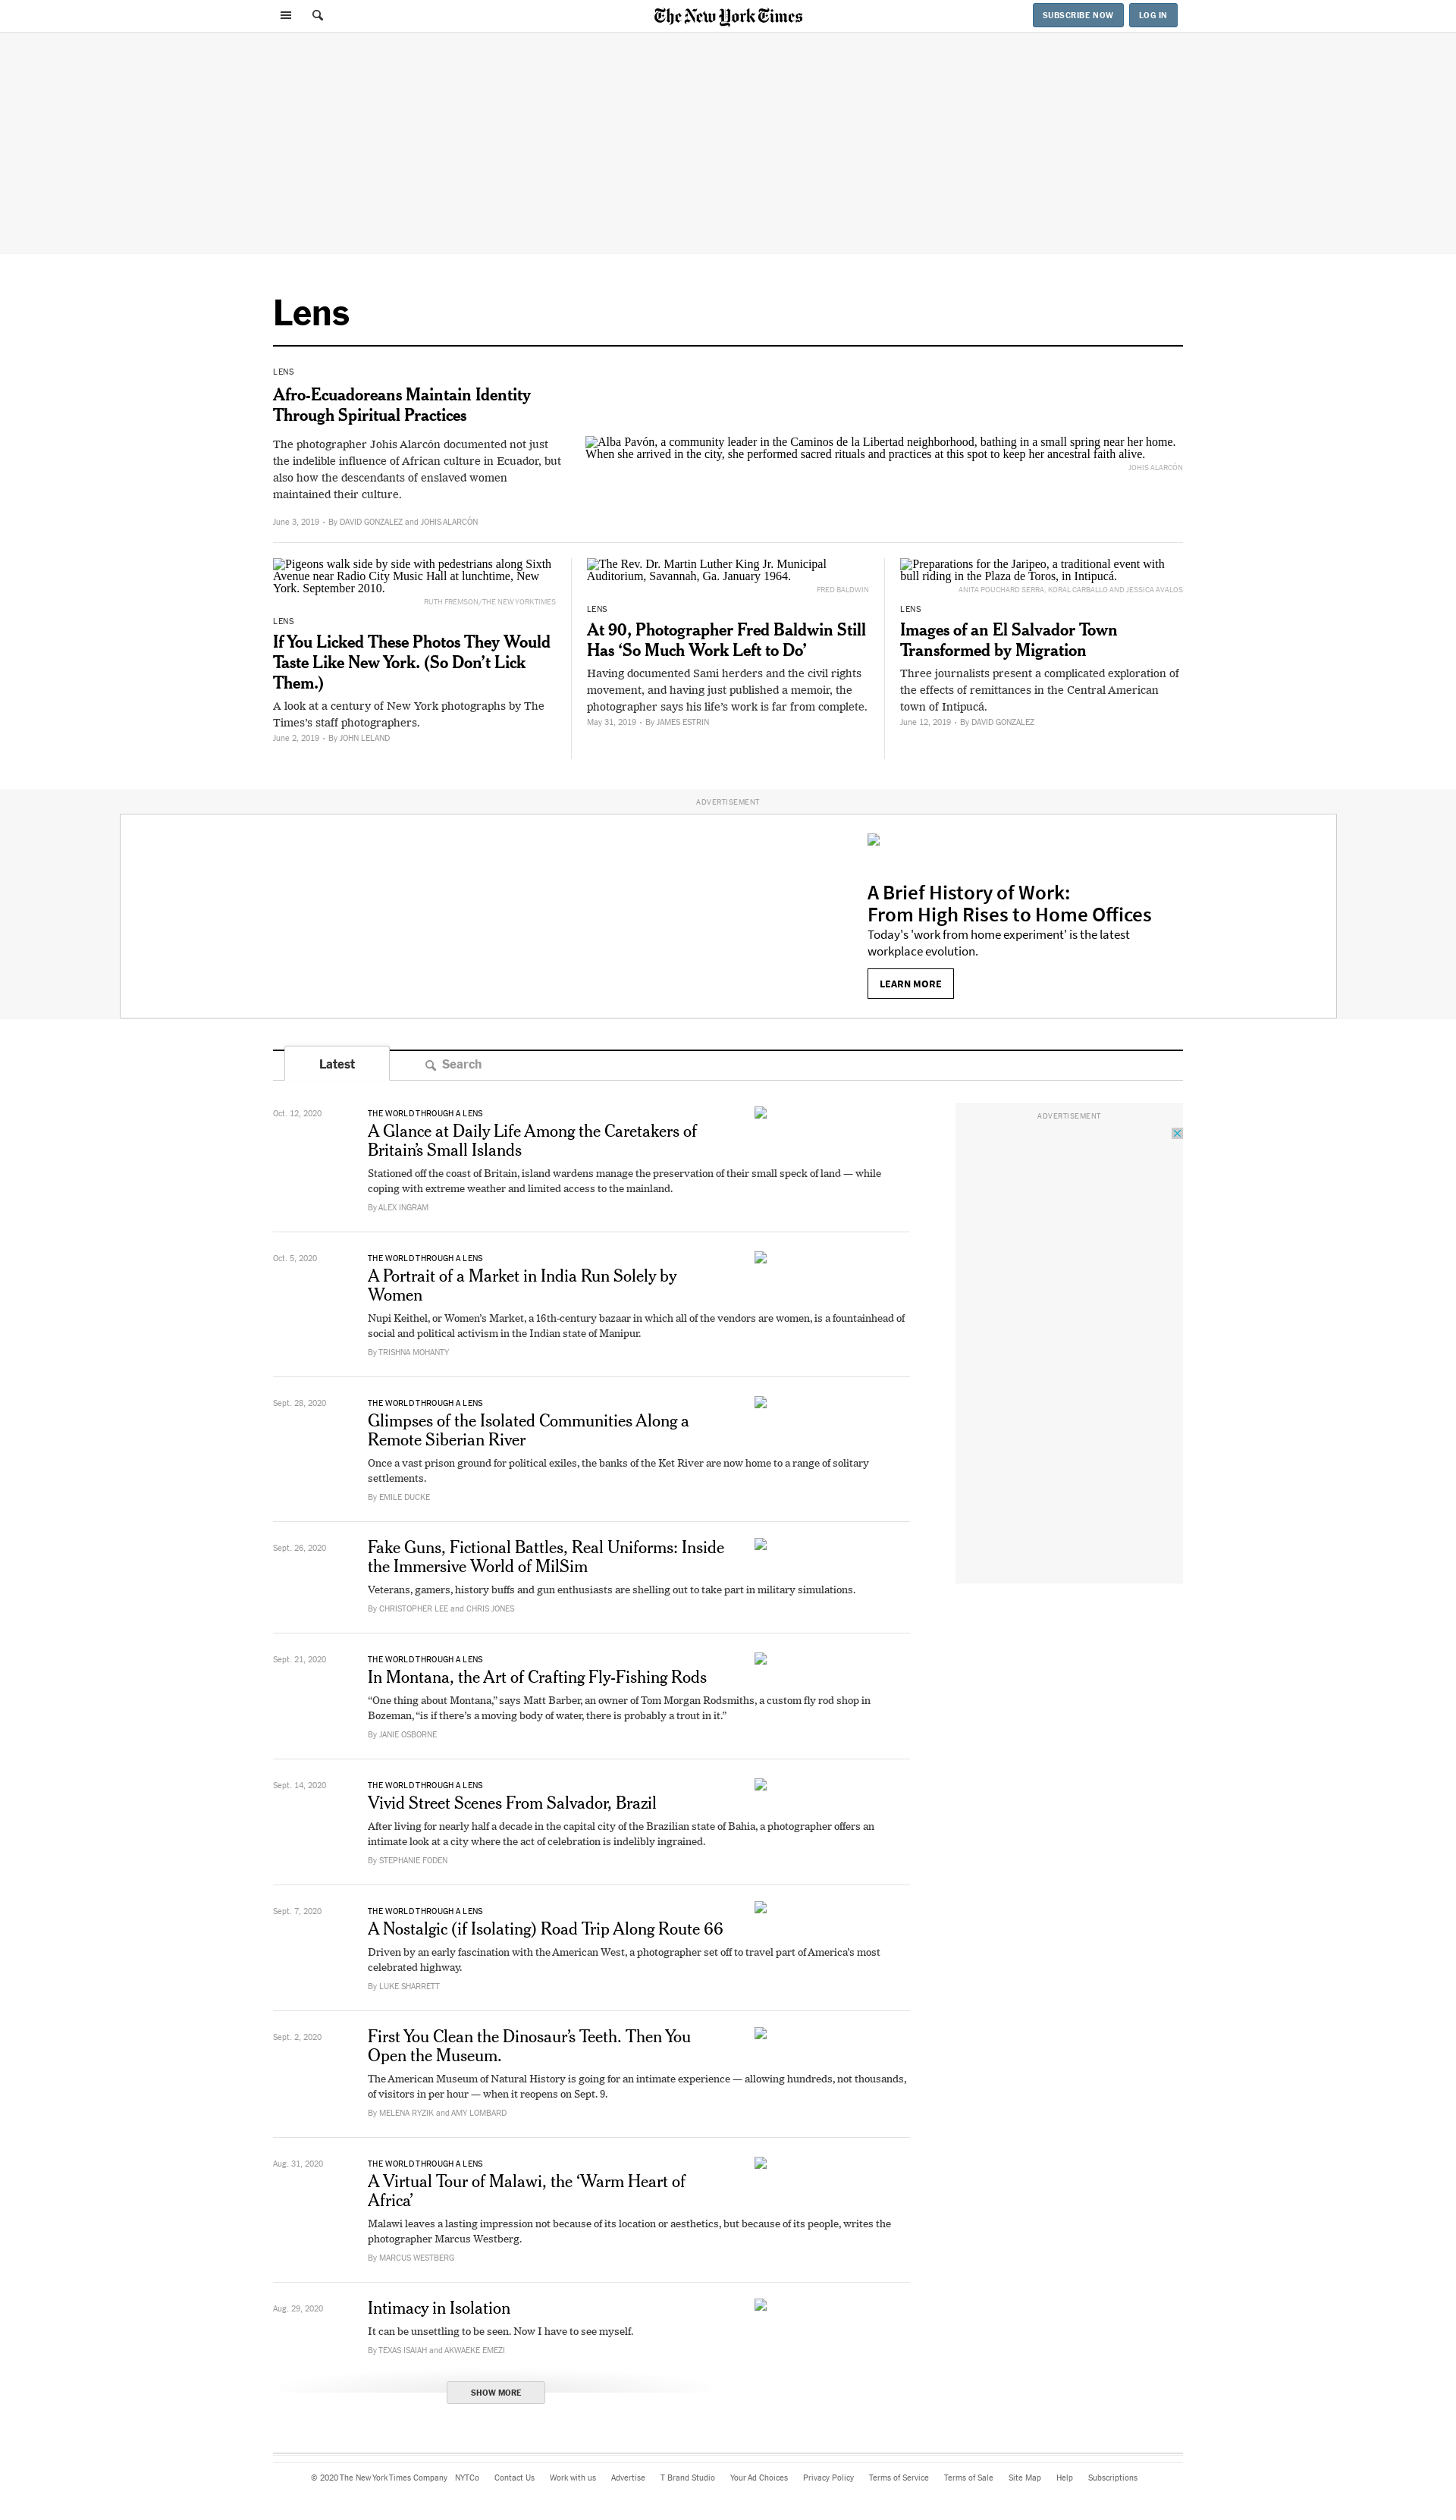 The New York Times
SUBSCRIBE NOW
LOG IN
Lens
LENS
Afro-Ecuadoreans Maintain Identity
Through Spiritual Practices
The photographer Johis Alarcón documented not just
the indelible influence of African culture in Ecuador, but
also how the descendants of enslaved women
maintained their culture.
June 3, 2019 • By DAVID GONZALEZ and JOHIS ALARCÓN
Alba Pavón, a community leader in the Caminos de la Libertad neighborhood, bathing in a small spring near her home.
When she arrived in the city, she performed sacred rituals and practices at this spot to keep her ancestral faith alive.
JOHIS ALARCÓN
Pigeons walk side by side with pedestrians along Sixth
Avenue near Radio City Music Hall at lunchtime, New
York. September 2010.
RUTH FREMSON/THE NEW YORK TIMES
LENS
If You Licked These Photos They Would
Taste Like New York. (So Don’t Lick
Them.)
A look at a century of New York photographs by The
Times’s staff photographers.
June 2, 2019 • By JOHN LELAND
The Rev. Dr. Martin Luther King Jr. Municipal
Auditorium, Savannah, Ga. January 1964.
FRED BALDWIN
LENS
At 90, Photographer Fred Baldwin Still
Has ‘So Much Work Left to Do’
Having documented Sami herders and the civil rights
movement, and having just published a memoir, the
photographer says his life’s work is far from complete.
May 31, 2019 • By JAMES ESTRIN
Preparations for the Jaripeo, a traditional event with
bull riding in the Plaza de Toros, in Intipucá.
ANITA POUCHARD SERRA, KORAL CARBALLO AND JESSICA AVALOS
LENS
Images of an El Salvador Town
Transformed by Migration
Three journalists present a complicated exploration of
the effects of remittances in the Central American
town of Intipucá.
June 12, 2019 • By DAVID GONZALEZ
ADVERTISEMENT
A Brief History of Work:
From High Rises to Home Offices
Today's 'work from home experiment' is the latest
workplace evolution.
LEARN MORE
Latest
Search
ADVERTISEMENT
Oct. 12, 2020
THE WORLD THROUGH A LENS
A Glance at Daily Life Among the Caretakers of
Britain’s Small Islands
Stationed off the coast of Britain, island wardens manage the preservation of their small speck of land — while
coping with extreme weather and limited access to the mainland.
By ALEX INGRAM
Oct. 5, 2020
THE WORLD THROUGH A LENS
A Portrait of a Market in India Run Solely by
Women
Nupi Keithel, or Women's Market, a 16th-century bazaar in which all of the vendors are women, is a fountainhead of
social and political activism in the Indian state of Manipur.
By TRISHNA MOHANTY
Sept. 28, 2020
THE WORLD THROUGH A LENS
Glimpses of the Isolated Communities Along a
Remote Siberian River
Once a vast prison ground for political exiles, the banks of the Ket River are now home to a range of solitary
settlements.
By EMILE DUCKE
Sept. 26, 2020
Fake Guns, Fictional Battles, Real Uniforms: Inside
the Immersive World of MilSim
Veterans, gamers, history buffs and gun enthusiasts are shelling out to take part in military simulations.
By CHRISTOPHER LEE and CHRIS JONES
Sept. 21, 2020
THE WORLD THROUGH A LENS
In Montana, the Art of Crafting Fly-Fishing Rods
“One thing about Montana,” says Matt Barber, an owner of Tom Morgan Rodsmiths, a custom fly rod shop in
Bozeman, “is if there’s a moving body of water, there is probably a trout in it.”
By JANIE OSBORNE
Sept. 14, 2020
THE WORLD THROUGH A LENS
Vivid Street Scenes From Salvador, Brazil
After living for nearly half a decade in the capital city of the Brazilian state of Bahia, a photographer offers an
intimate look at a city where the act of celebration is indelibly ingrained.
By STEPHANIE FODEN
Sept. 7, 2020
THE WORLD THROUGH A LENS
A Nostalgic (if Isolating) Road Trip Along Route 66
Driven by an early fascination with the American West, a photographer set off to travel part of America’s most
celebrated highway.
By LUKE SHARRETT
Sept. 2, 2020
First You Clean the Dinosaur’s Teeth. Then You
Open the Museum.
The American Museum of Natural History is going for an intimate experience — allowing hundreds, not thousands,
of visitors in per hour — when it reopens on Sept. 9.
By MELENA RYZIK and AMY LOMBARD
Aug. 31, 2020
THE WORLD THROUGH A LENS
A Virtual Tour of Malawi, the ‘Warm Heart of
Africa’
Malawi leaves a lasting impression not because of its location or aesthetics, but because of its people, writes the
photographer Marcus Westberg.
By MARCUS WESTBERG
Aug. 29, 2020
Intimacy in Isolation
It can be unsettling to be seen. Now I have to see myself.
By TEXAS ISAIAH and AKWAEKE EMEZI
SHOW MORE
© 2020 The New York Times Company NYTCo Contact Us Work with us Advertise T Brand Studio Your Ad Choices Privacy Policy Terms of Service Terms of Sale Site Map Help Subscriptions